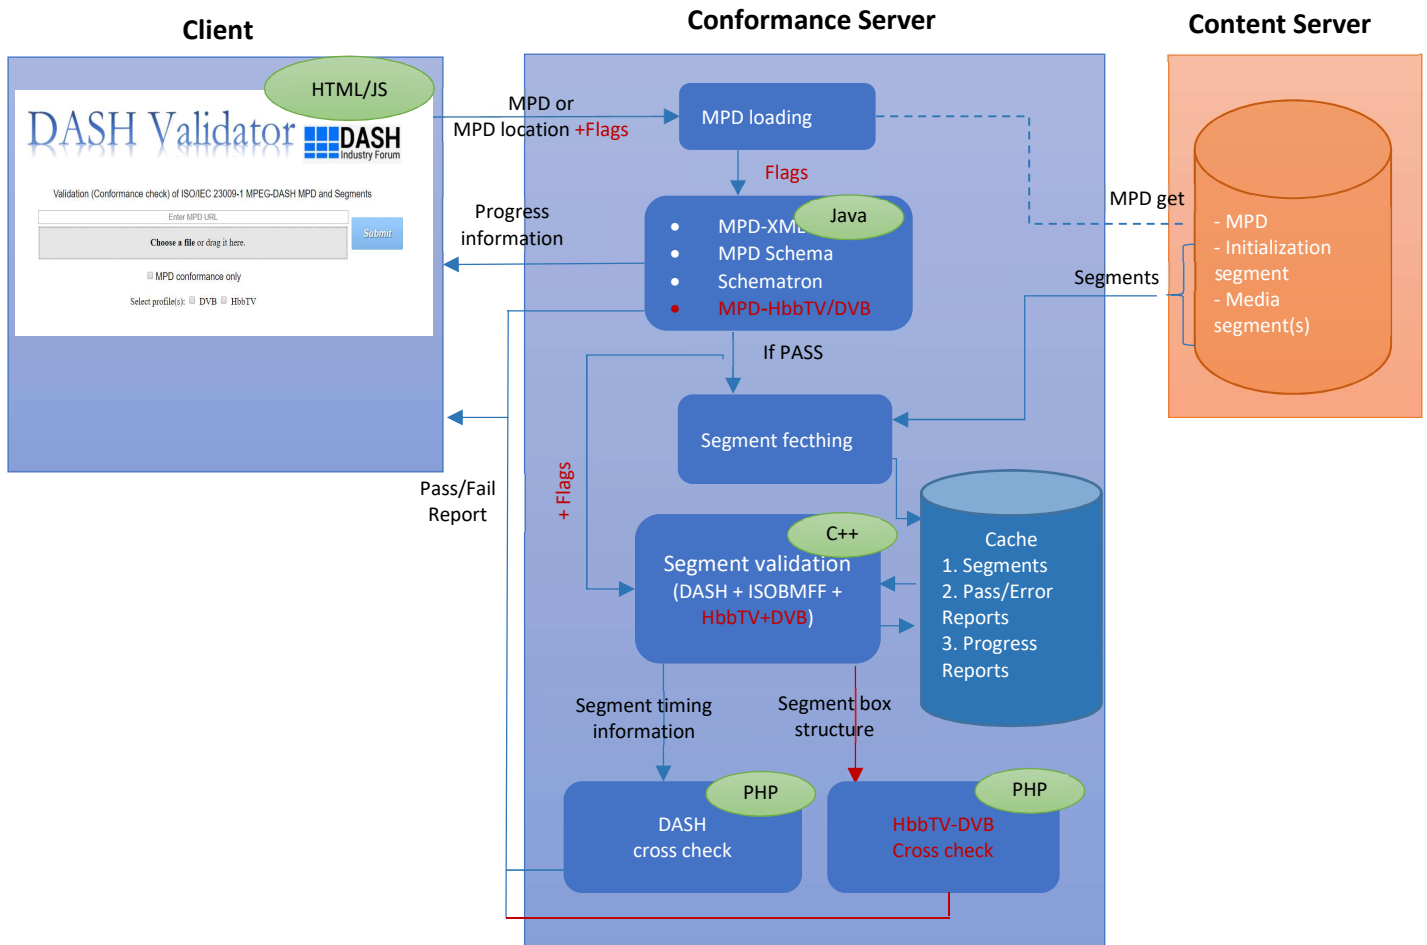 Client
Conformance Server
Content Server
HTML/JS
DASH Validator
DASH
Industry Forum
Validation (Conformance check) of ISO/IEC 23009-1 MPEG-DASH MPD and Segments
Enter MPD URL
Choose a file or drag it here.
Submit
MPD conformance only
Select profile(s): DVB HbbTV
MPD or
MPD location +Flags
MPD loading
Flags
Progress
information
Java
• MPD-XML
• MPD Schema
• Schematron
• MPD-HbbTV/DVB
MPD get
Segments
- MPD
- Initialization
segment
- Media
segment(s)
If PASS
Segment fecthing
+ Flags
Pass/Fail
Report
C++
Segment validation
(DASH + ISOBMFF +
HbbTV+DVB)
Cache
1. Segments
2. Pass/Error
Reports
3. Progress
Reports
Segment timing
information
Segment box
structure
PHP
DASH
cross check
PHP
HbbTV-DVB
Cross check